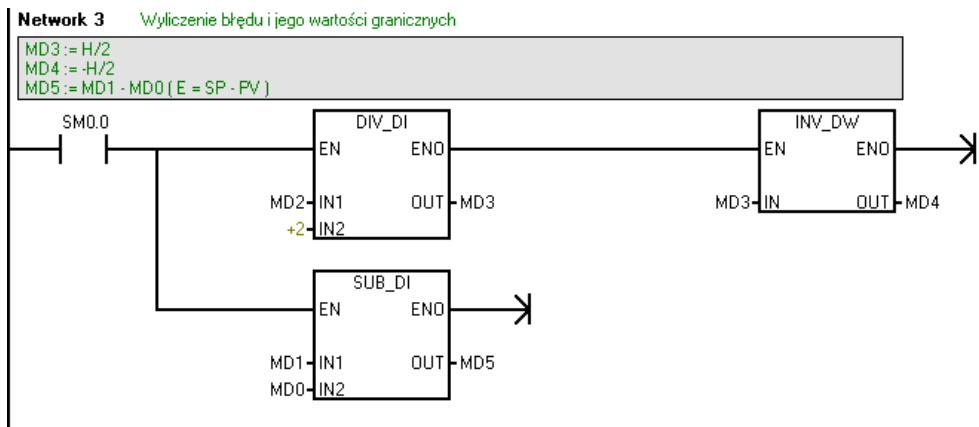 Network 3 Wyliczenie błędu i jego wartości granicznych
MD3 := H/2
MD4 := -H/2
MD5 := MD1 - MD0 ( E = SP - PV )
SM0.0
DIV_DI
EN ENO
MD2 IN1 OUT MD3
+2 IN2
INV_DW
EN ENO
MD3 IN OUT MD4
SUB_DI
EN ENO
MD1 IN1 OUT MD5
MD0 IN2